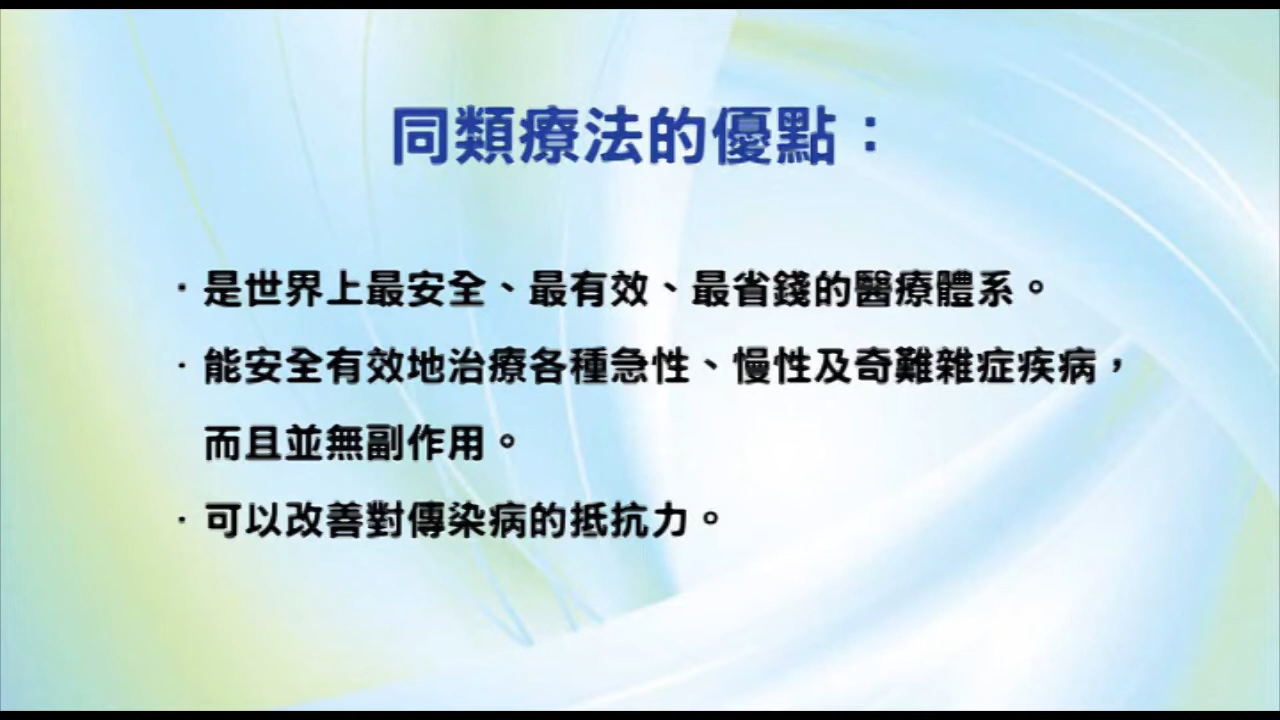 同類療法的優點：
·是世界上最安全、最有效、最省錢的醫療體系。
·能安全有效地治療各種急性、慢性及奇難雜症疾病，
而且並無副作用。
·可以改善對傳染病的抵抗力。